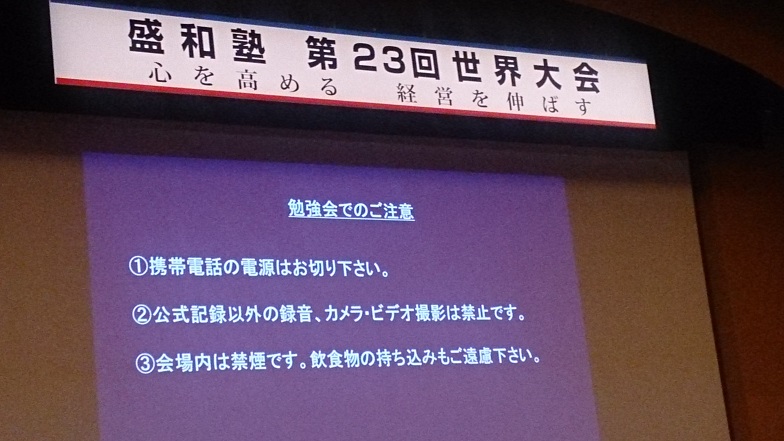 盛和塾 第23回世界大会
心を高める 経営を伸ばす
勉強会でのご注意
①携帯電話の電源はお切り下さい。
②公式記録以外の録音、カメラ・ビデオ撮影は禁止です。
③会場内は禁煙です。飲食物の持ち込みもご遠慮下さい。